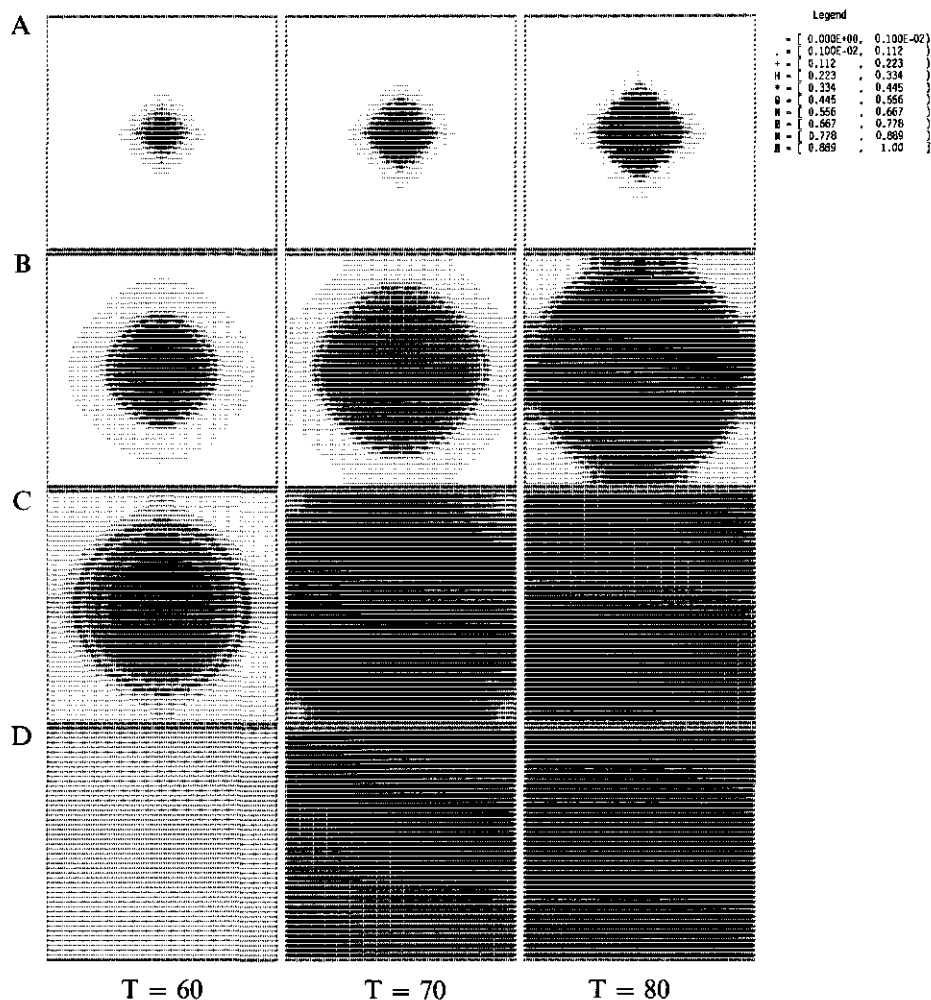 A
B
C
D
T = 60
T = 70
T = 80
Legend
= [ 0.000E+00, 0.100E-02)
. = [ 0.100E-02, 0.112 )
+ = [ 0.112 , 0.223 )
H = [ 0.223 , 0.334 )
* = [ 0.334 , 0.445 )
= [ 0.445 , 0.556 )
= [ 0.556 , 0.667 )
= [ 0.667 , 0.778 )
= [ 0.778 , 0.889 )
= [ 0.889 , 1.00 ]